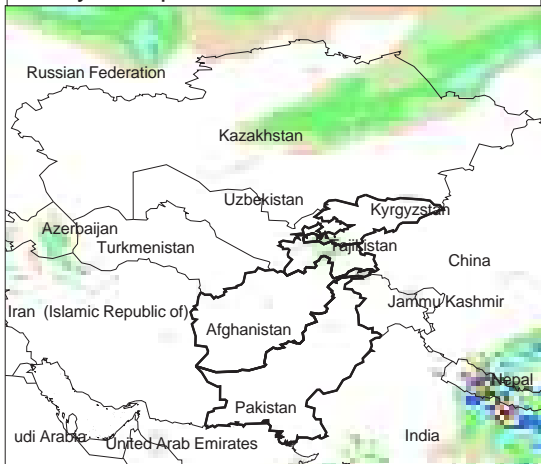 Russian Federation
Kazakhstan
Uzbekistan
Kyrgyzstan
Azerbaijan
Turkmenistan
Tajikistan
China
Iran (Islamic Republic of)
Jammu/Kashmir
Afghanistan
Nepal
Pakistan
udi Arabia
United Arab Emirates
India